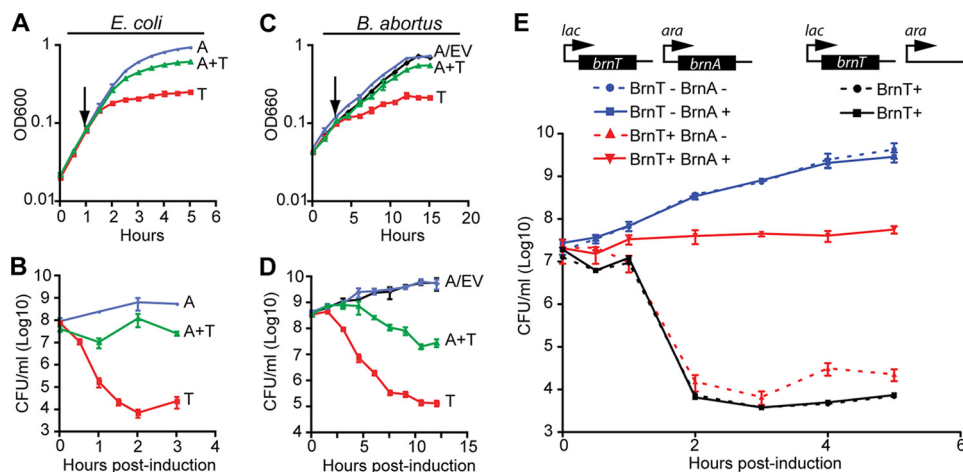 A
E. coli
1
0.1
0.01
OD600
A
A+T
T
0 1 2 3 4 5 6
Hours
C
B. abortus
1
0.1
0.01
OD600
A/EV
A+T
T
0 5 10 15 20
Hours
B
10
9
8
7
6
5
4
3
CFU/ml (Log10)
A
A+T
T
0 1 2 3 4
Hours post-induction
D
10
9
8
7
6
5
4
3
CFU/ml (Log10)
A/EV
A+T
T
0 5 10 15
Hours post-induction
E
lac ara lac ara
brnT brnA brnT
BrnT - BrnA -
BrnT - BrnA +
BrnT+ BrnA -
BrnT+ BrnA +
BrnT+
BrnT+
10
9
8
7
6
5
4
3
CFU/ml (Log10)
0 2 4 6
Hours post-induction